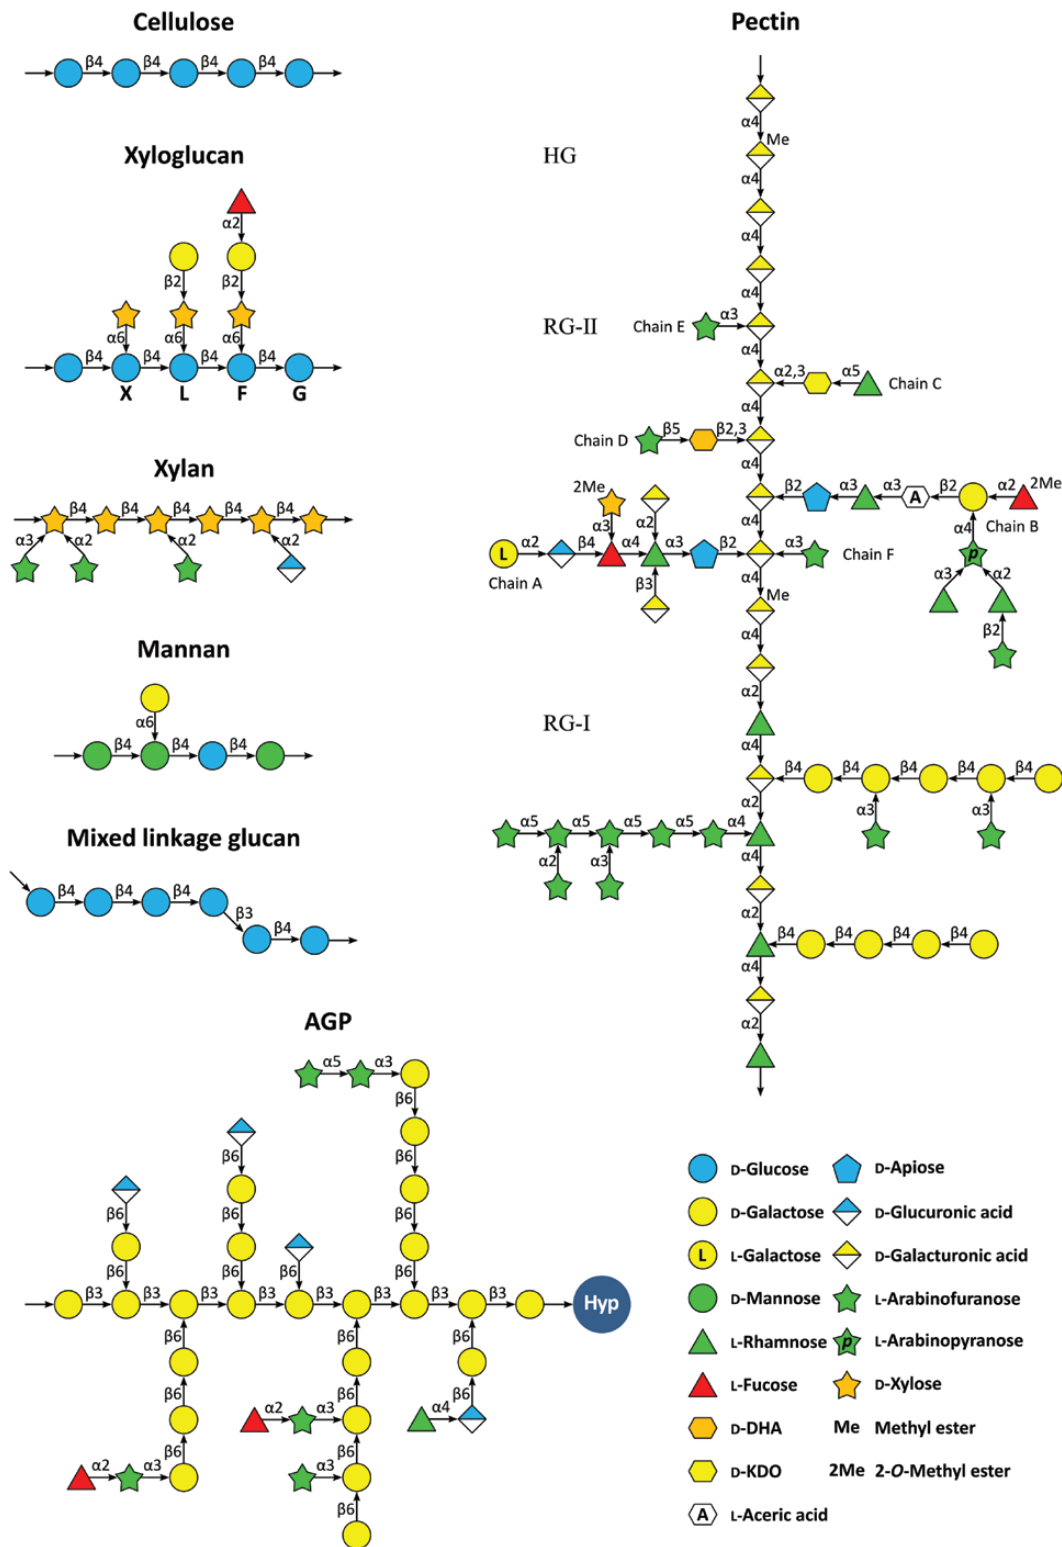 Cellulose
β4 β4 β4 β4
Xyloglucan
α2
β2 β2
α6 α6 α6
β4 β4 β4 β4
X L F G
Xylan
β4 β4 β4 β4 β4
α3 α2 α2 α2
Mannan
α6
β4 β4 β4
Mixed linkage glucan
β4 β4 β4
β3
β4
AGP
α5 α3
β6
β6 β6
β6 β6 β6
β6 β6 β6 β6
β3 β3 β3 β3 β3 β3 β3 β3
Hyp
β6 β6 β6
β6 β6 β6
α2 α3 α4
β6 β6
α2 α3 α3
β6
Pectin
α4
Me
HG
α4
α4
α4
RG-II
Chain E α3
α4
α2,3 α5
Chain C
α4
Chain D β5 β2,3
α4
2Me
β2 α3 α3 A β2 α2 2Me
Chain B
α3 α2 α4 α4
L α2 β4 α4 α3 β2 α3
Chain A
Chain F
p
β3 α4
Me
α3 α2
α4
β2
α2
RG-I
α4
β4 β4 β4 β4 β4
α2
α3 α3
α5 α5 α5 α5 α4
α4
α2 α3
α2
β4 β4 β4 β4
α4
α2
D-Glucose
D-Apiose
D-Galactose
D-Glucuronic acid
L L-Galactose
D-Galacturonic acid
D-Mannose
L-Arabinofuranose
L-Rhamnose
p L-Arabinopyranose
L-Fucose
D-Xylose
D-DHA
Me Methyl ester
D-KDO
2Me 2-O-Methyl ester
A L-Aceric acid